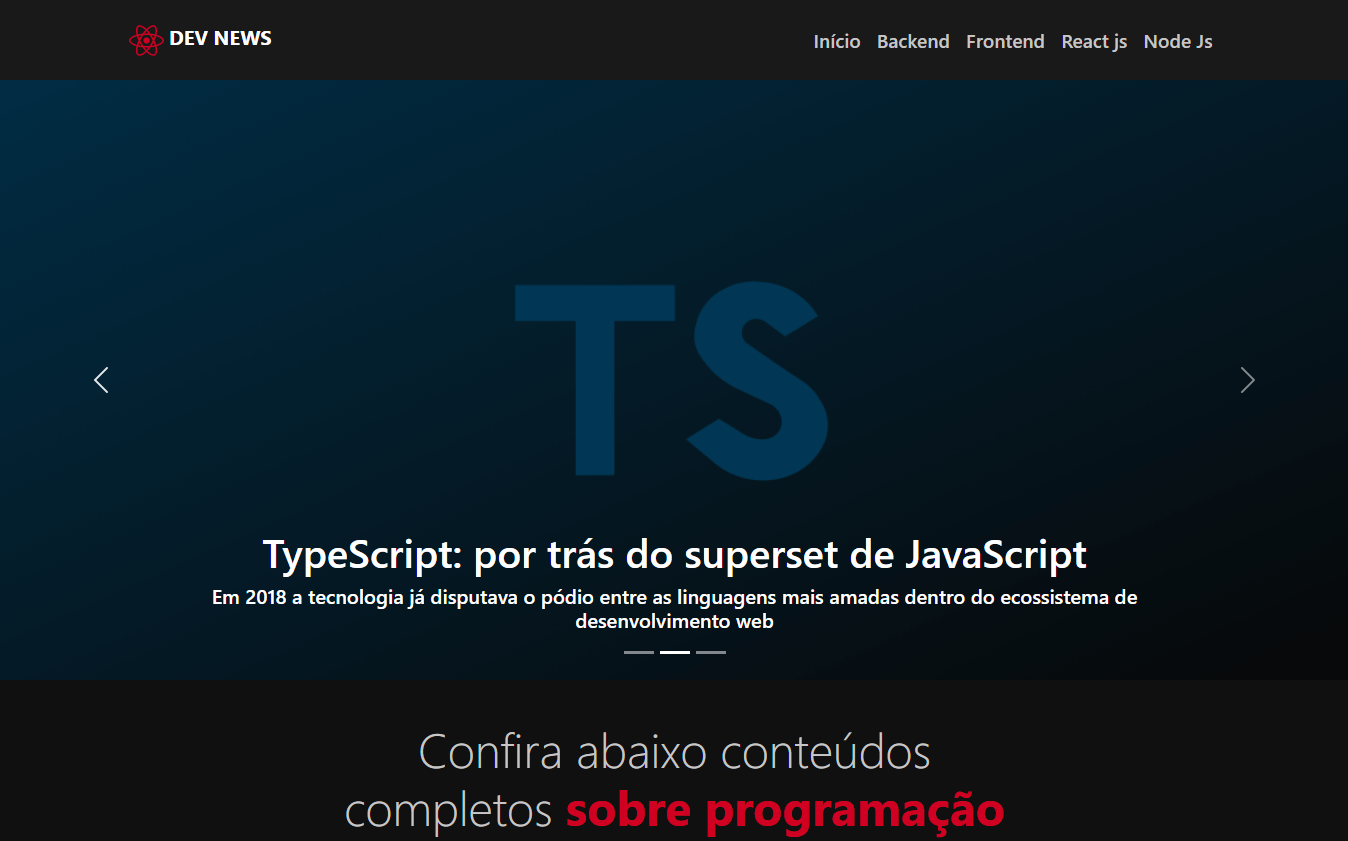 DEV NEWS
Início Backend Frontend React js Node Js
TS
TypeScript: por trás do superset de JavaScript
Em 2018 a tecnologia já disputava o pódio entre as linguagens mais amadas dentro do ecossistema de
desenvolvimento web
Confira abaixo conteúdos
completos sobre programação